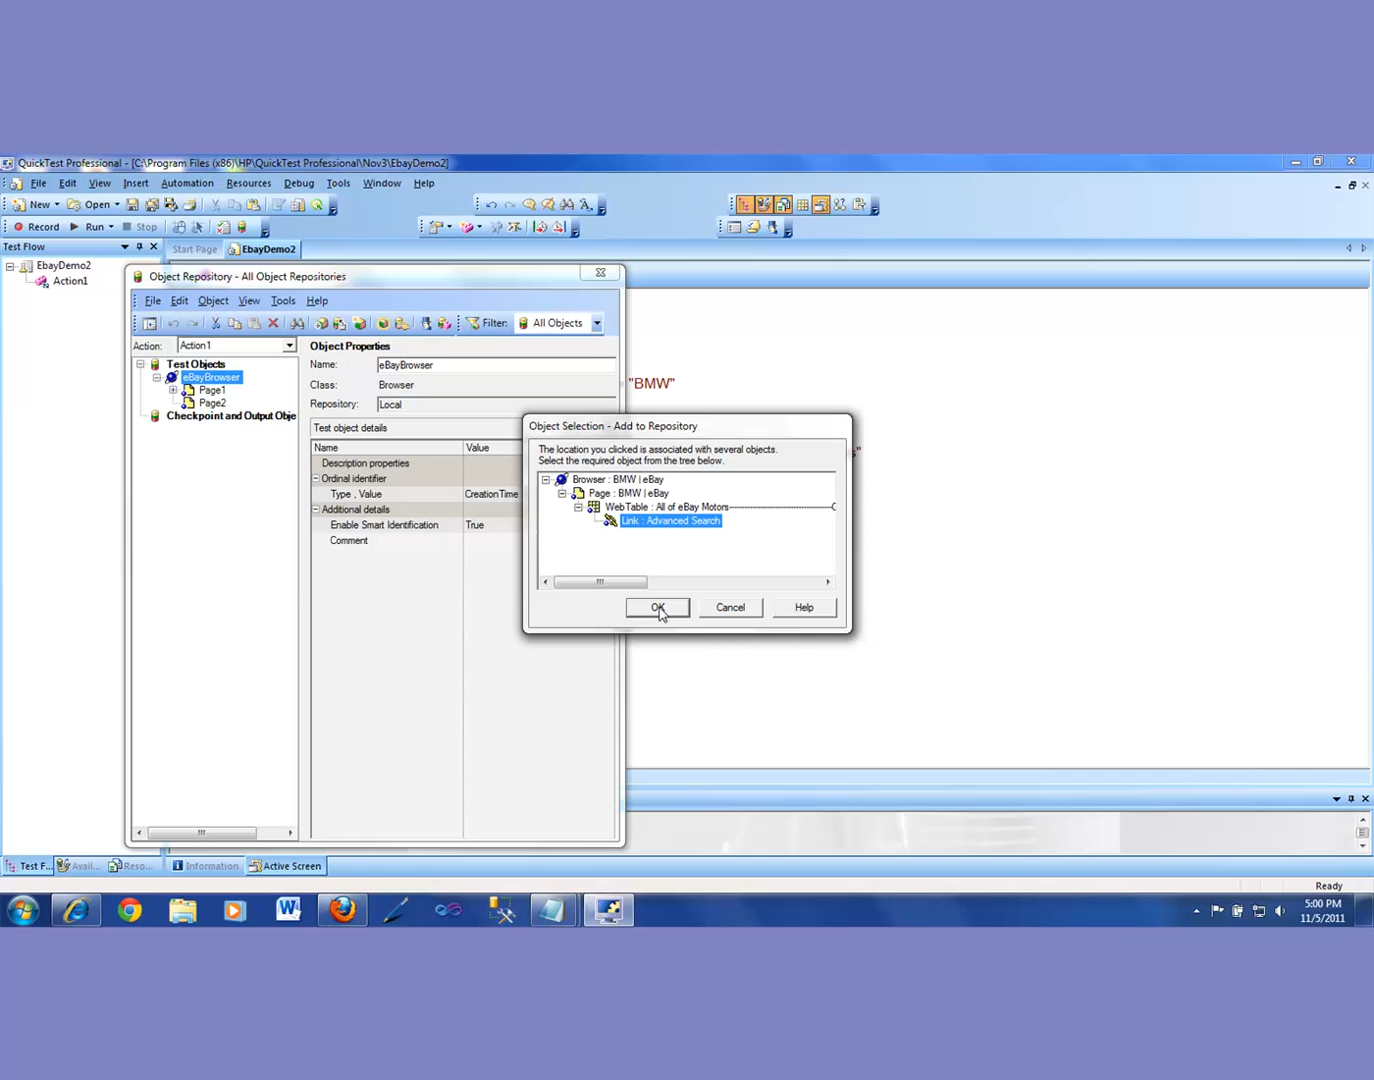 QuickTest Professional - [C:\Program Files (x86)\HP\QuickTest Professional\Nov3\EbayDemo2]
File Edit View Insert Automation Resources Debug Tools Window Help
New Open
Record Run Stop
Test Flow
Start Page EbayDemo2
EbayDemo2
Action1
Object Repository - All Object Repositories
File Edit Object View Tools Help
Filter: All Objects
Action: Action1
Test Objects
eBayBrowser
Page1
Page2
Checkpoint and Output Obje
Object Properties
Name: eBayBrowser
Class: Browser
Repository: Local
Test object details
Name Value
Description properties
Ordinal identifier
Type , Value CreationTime
Additional details
Enable Smart Identification True
Comment
"BMW"
Object Selection - Add to Repository
The location you clicked is associated with several objects.
Select the required object from the tree below.
Browser : BMW | eBay
Page : BMW | eBay
WebTable : All of eBay Motors
Link : Advanced Search
OK Cancel Help
Test F... Avail... Reso... Information Active Screen
Ready
5:00 PM
11/5/2011